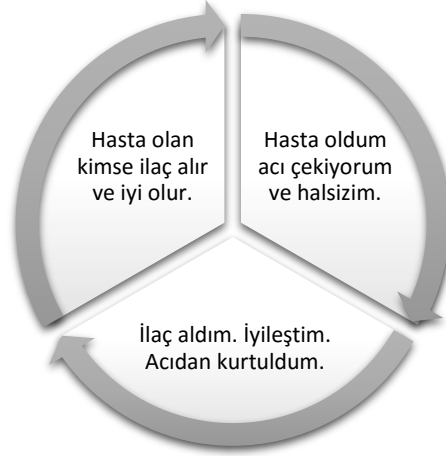 Hasta olan
kimse ilaç alır
ve iyi olur.
Hasta oldum
acı çekiyorum
ve halsizim.
İlaç aldım. İyileştim.
Acıdan kurtuldum.